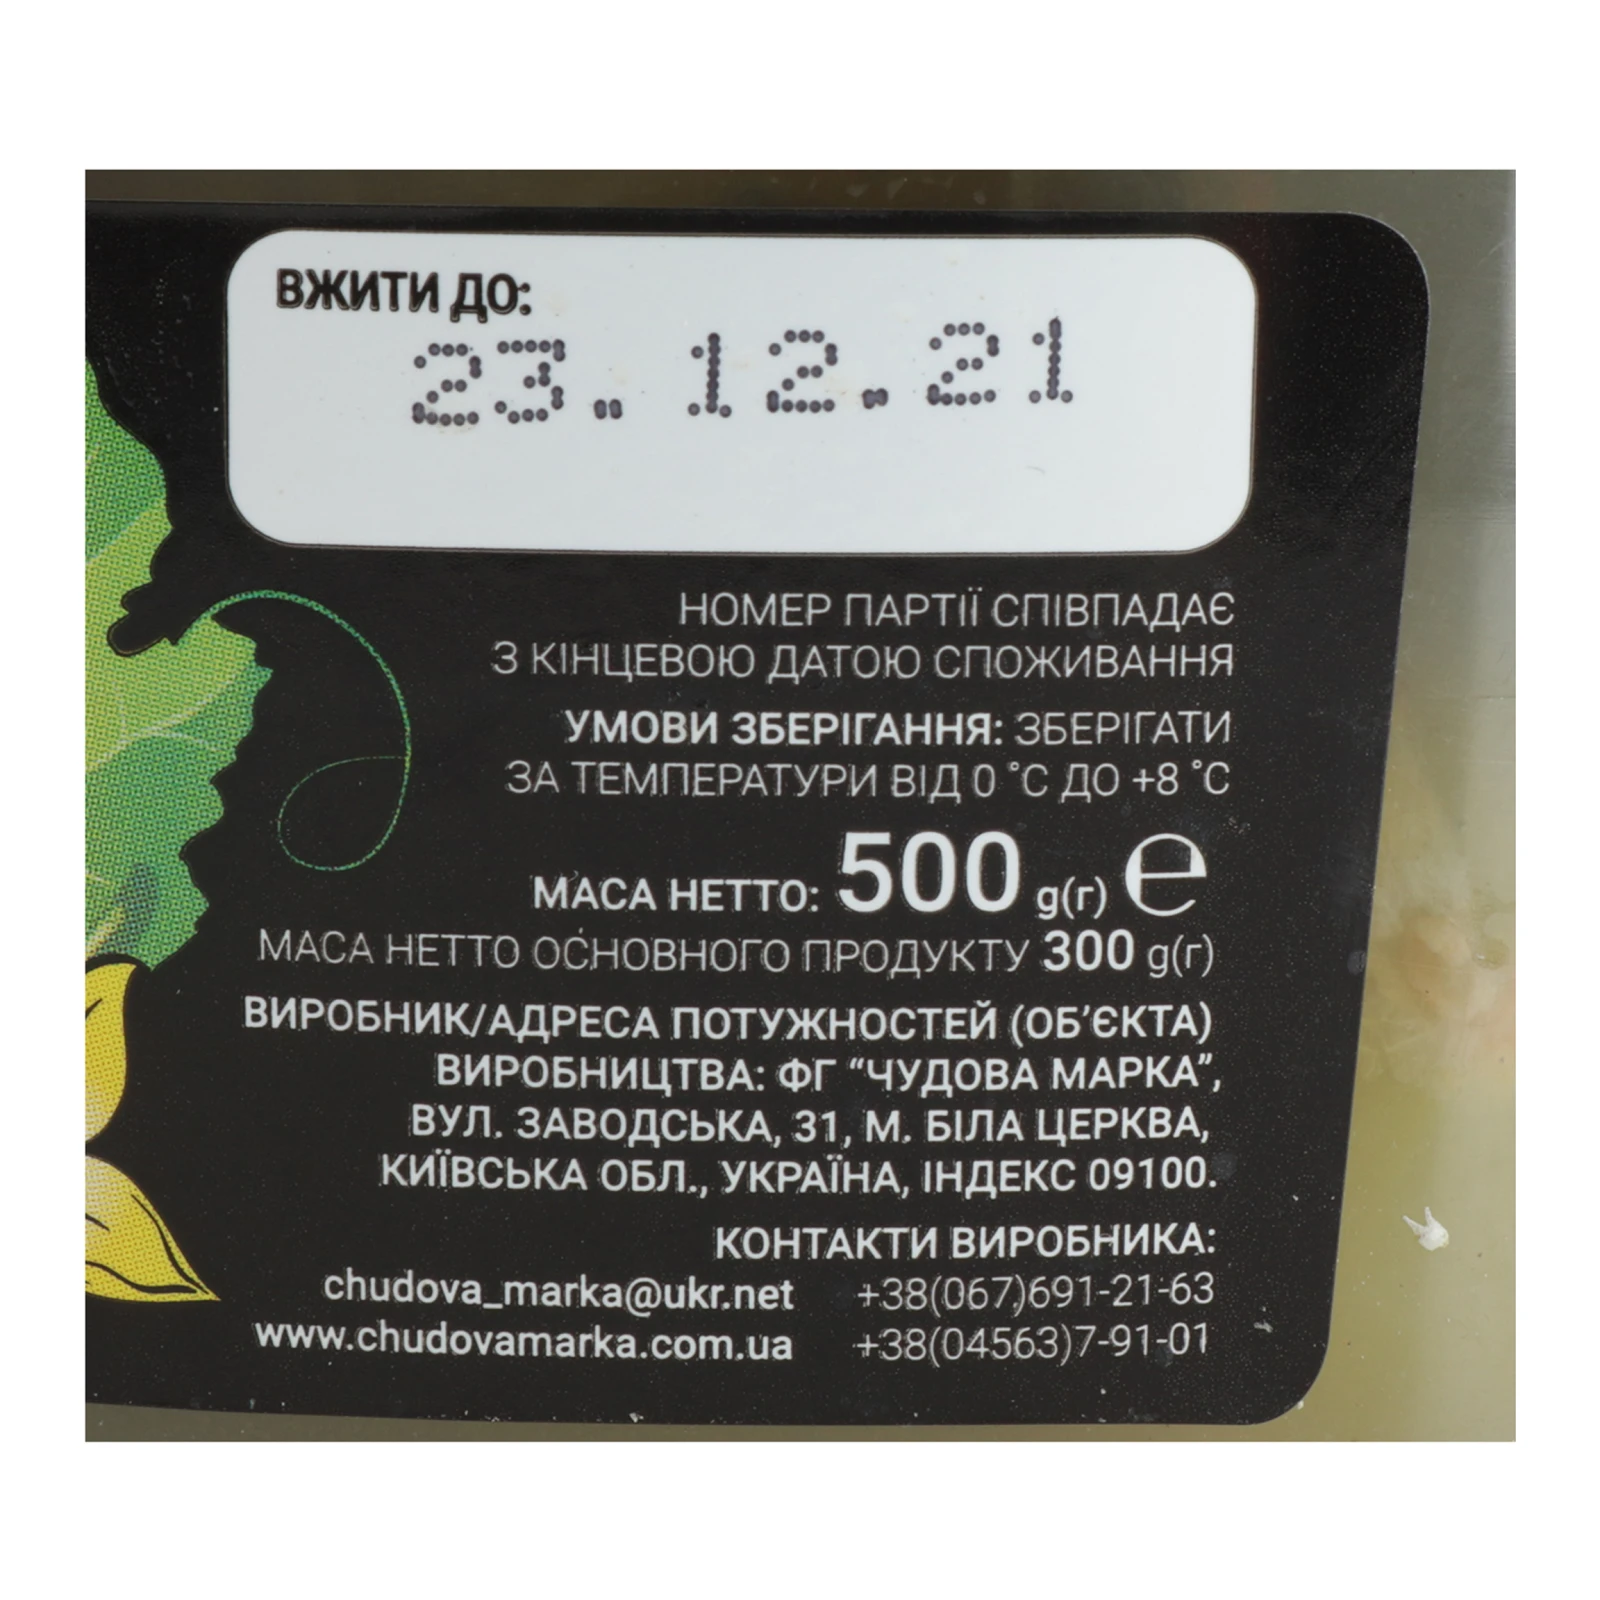 ВЖИТИ ДО:
23.12.21
НОМЕР ПАРТІЇ СПІВПАДАЄ
З КІНЦЕВОЮ ДАТОЮ СПОЖИВАННЯ
УМОВИ ЗБЕРІГАННЯ: ЗБЕРІГАТИ
ЗА ТЕМПЕРАТУРИ ВІД 0 °С ДО +8 °С
МАСА НЕТТО: 500 g(г) ℮
МАСА НЕТТО ОСНОВНОГО ПРОДУКТУ 300 g(г)
ВИРОБНИК/АДРЕСА ПОТУЖНОСТЕЙ (ОБ’ЄКТА)
ВИРОБНИЦТВА: ФГ “ЧУДОВА МАРКА”,
ВУЛ. ЗАВОДСЬКА, 31, М. БІЛА ЦЕРКВА,
КИЇВСЬКА ОБЛ., УКРАЇНА, ІНДЕКС 09100.
КОНТАКТИ ВИРОБНИКА:
chudova_marka@ukr.net +38(067)691-21-63
www.chudovamarka.com.ua +38(04563)7-91-01